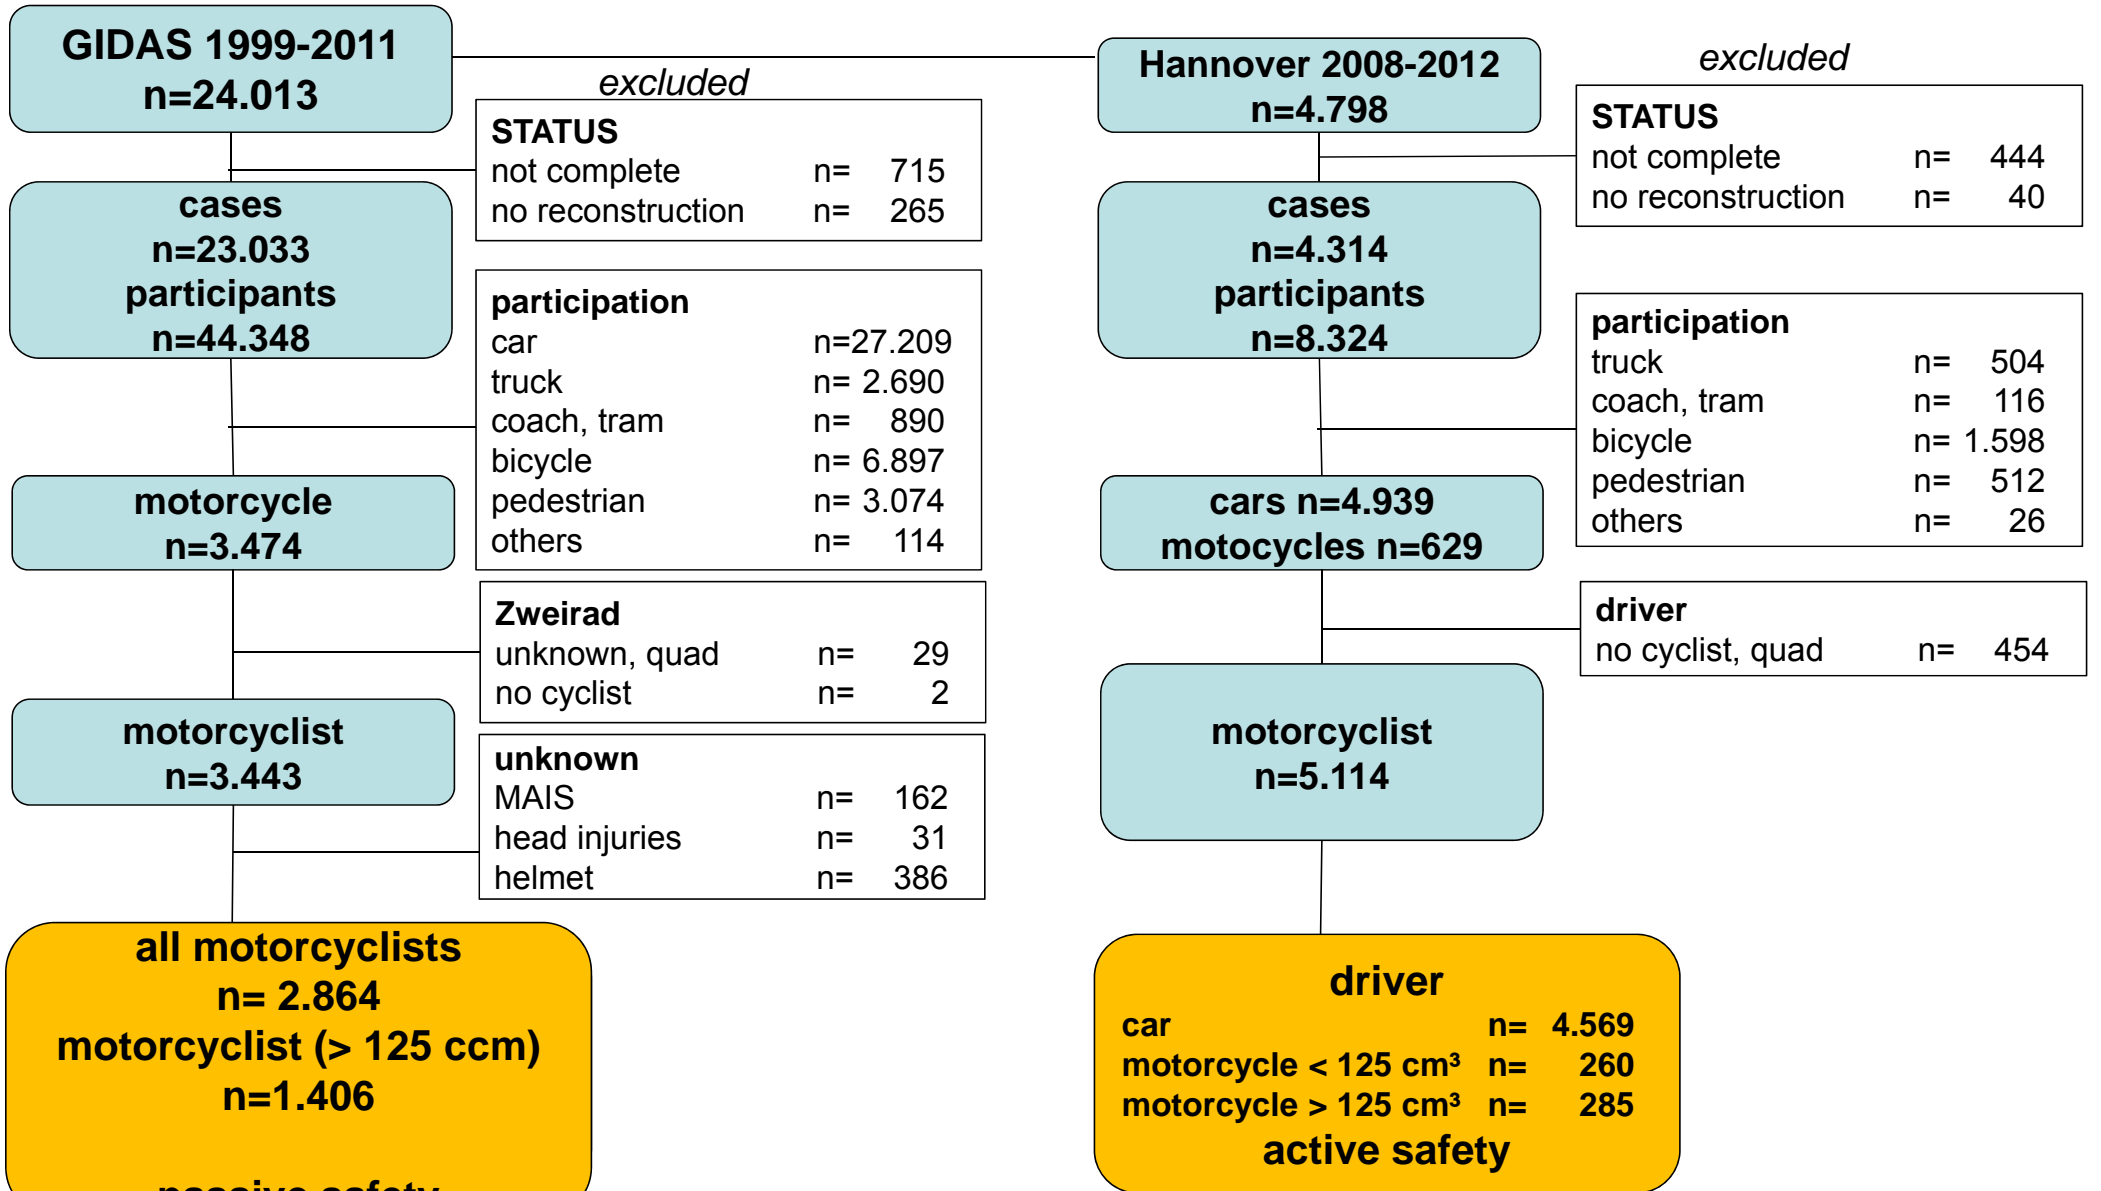 GIDAS 1999-2011
n=24.013
excluded
STATUS
not complete n= 715
no reconstruction n= 265
cases
n=23.033
participants
n=44.348
participation
car n=27.209
truck n= 2.690
coach, tram n= 890
bicycle n= 6.897
pedestrian n= 3.074
others n= 114
motorcycle
n=3.474
Zweirad
unknown, quad n= 29
no cyclist n= 2
motorcyclist
n=3.443
unknown
MAIS n= 162
head injuries n= 31
helmet n= 386
all motorcyclists
n= 2.864
motorcyclist (> 125 ccm)
n=1.406
passive safety
Hannover 2008-2012
n=4.798
excluded
STATUS
not complete n= 444
no reconstruction n= 40
cases
n=4.314
participants
n=8.324
participation
truck n= 504
coach, tram n= 116
bicycle n= 1.598
pedestrian n= 512
others n= 26
cars n=4.939
motocycles n=629
driver
no cyclist, quad n= 454
motorcyclist
n=5.114
driver
car n= 4.569
motorcycle < 125 cm³ n= 260
motorcycle > 125 cm³ n= 285
active safety